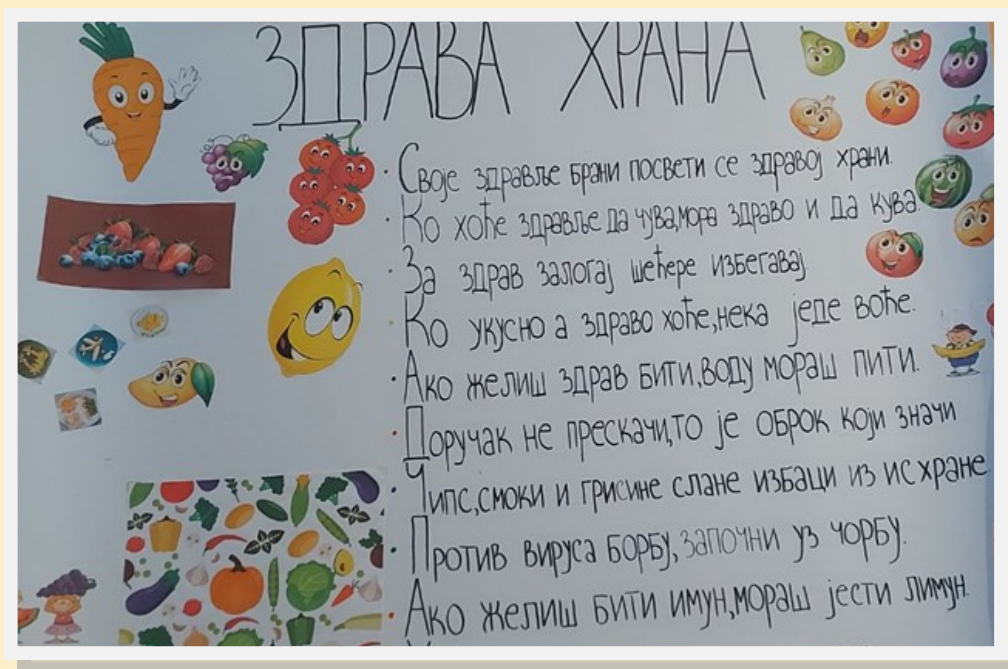 ЗДРАВА ХРАНА
· Своје здравље брани посвети се здравој храни.
· Ко хоће здравље да чува,мора здраво и да кува.
· За здрав залогај шећере избегавај.
· Ко укусно а здраво хоће,нека једе воће.
· Ако желиш здрав бити,воду мораш пити.
· Доручак не прескачи,то је оброк који значи
· Чипс,смоки и грисине слане избаци из исхране.
· Против вируса борбу,започни уз чорбу.
· Ако желиш бити имун,мораш јести лимун.